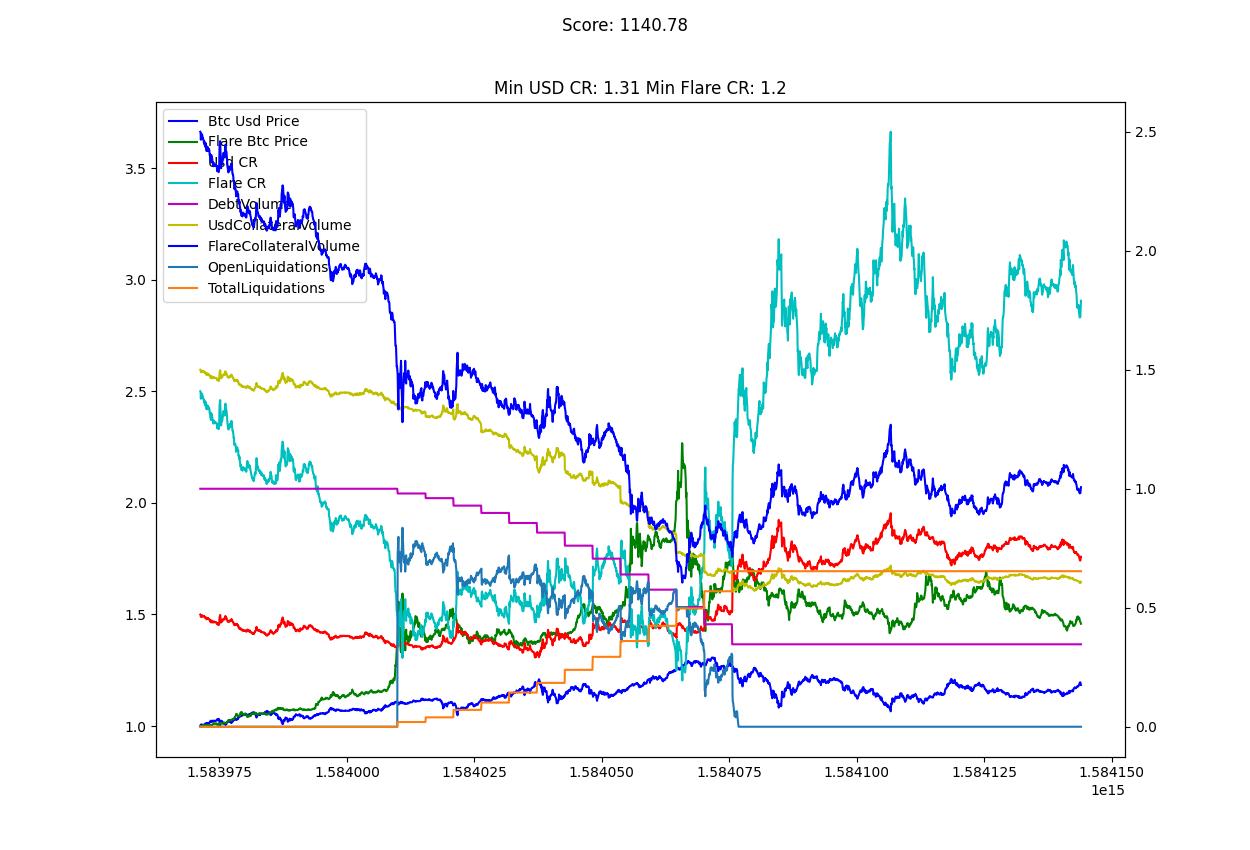 Score: 1140.78
Min USD CR: 1.31 Min Flare CR: 1.2
Btc Usd Price
Flare Btc Price
Usd CR
Flare CR
DebtVolume
UsdCollateralVolume
FlareCollateralVolume
OpenLiquidations
TotalLiquidations
3.5
3.0
2.5
2.0
1.5
1.0
2.5
2.0
1.5
1.0
0.5
0.0
1.583975
1.584000
1.584025
1.584050
1.584075
1.584100
1.584125
1.584150
1e15